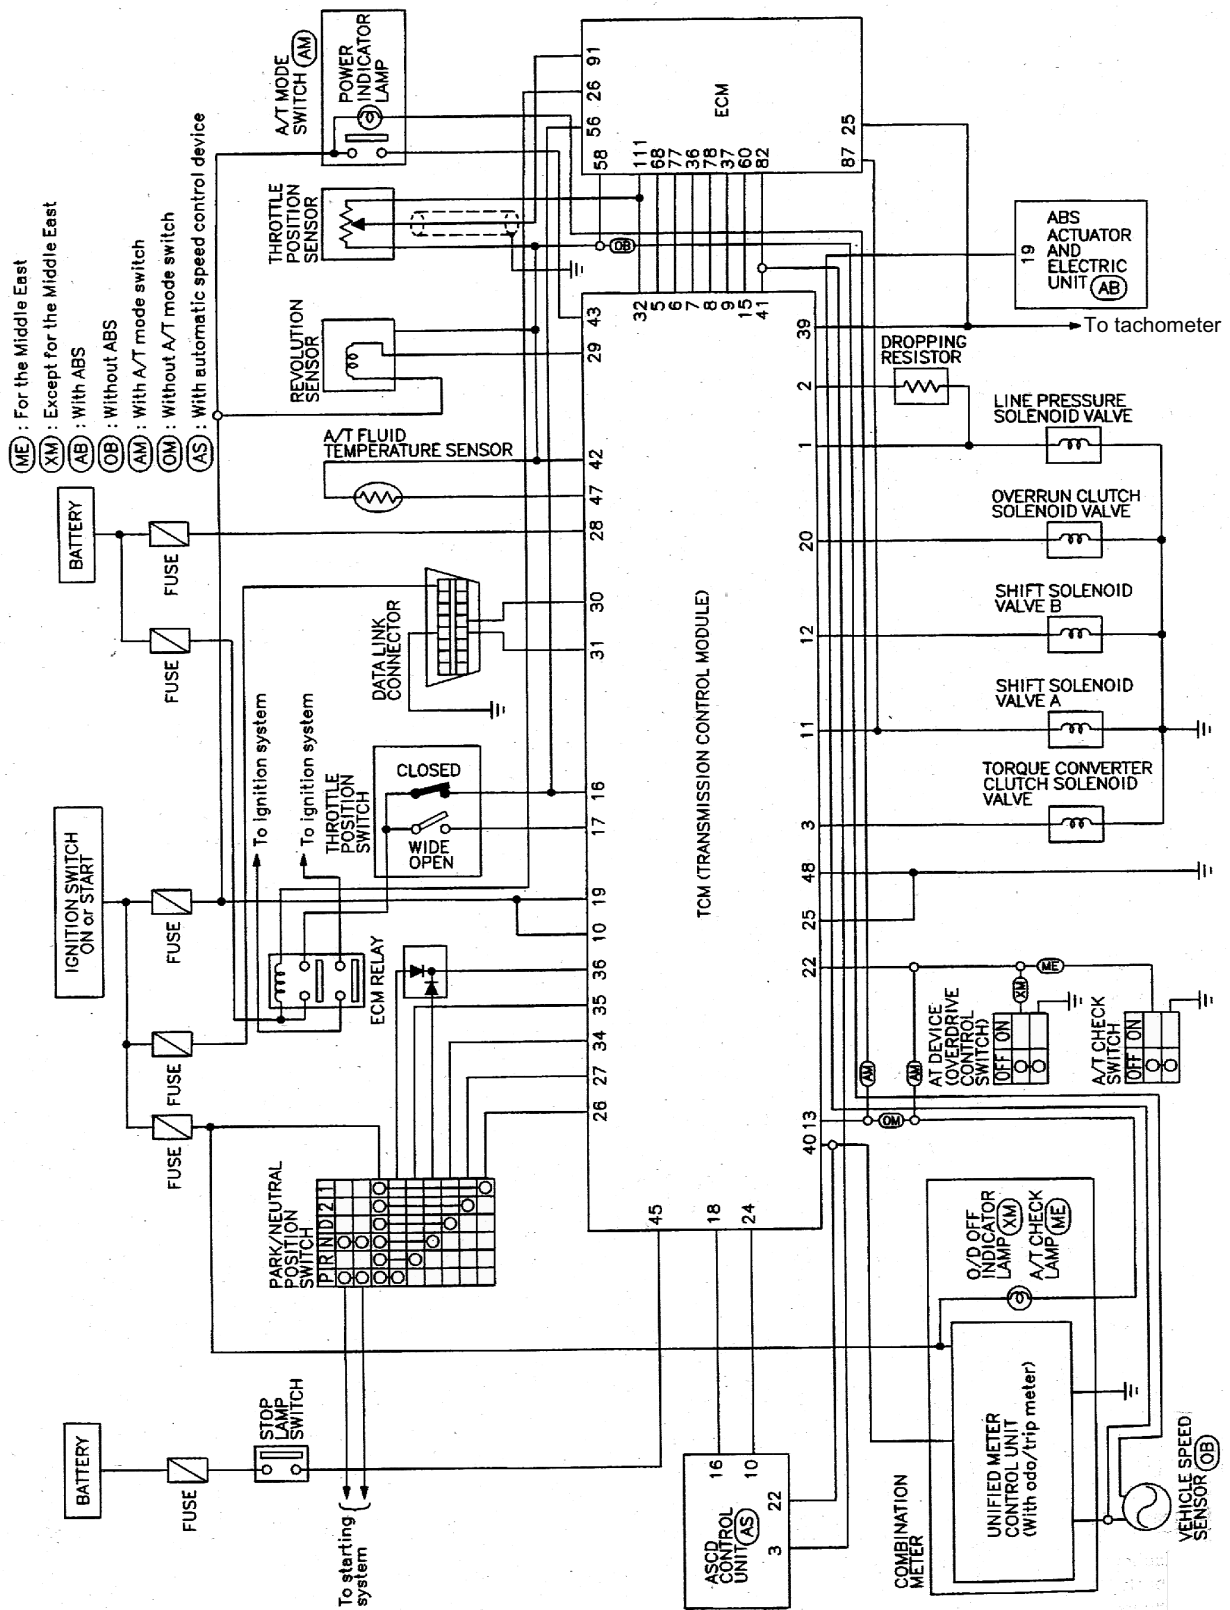 ME : For the Middle East
XM : Except for the Middle East
AB : With ABS
OB : Without ABS
AM : With A/T mode switch
OM : Without A/T mode switch
AS : With automatic speed control device
BATTERY
FUSE
FUSE
IGNITION SWITCH
ON or START
FUSE
FUSE
FUSE
BATTERY
FUSE
STOP
LAMP
SWITCH
To starting
system
A/T MODE
SWITCH AM
POWER
INDICATOR
LAMP
THROTTLE
POSITION
SENSOR
REVOLUTION
SENSOR
A/T FLUID
TEMPERATURE SENSOR
DATA LINK
CONNECTOR
To ignition system
To ignition system
THROTTLE
POSITION
SWITCH
CLOSED
WIDE
OPEN
ECM RELAY
PARK/NEUTRAL
POSITION
SWITCH
P R N D 2 1
ECM
91
26
56
58
111
68
77
36
78
37
60
82
25
87
OB
TCM (TRANSMISSION CONTROL MODULE)
43
29
42
47
28
30
31
16
17
19
10
36
35
34
27
26
32
5
6
7
8
9
15
41
39
2
1
20
12
11
3
48
25
22
13
40
45
18
24
19
ABS
ACTUATOR
AND
ELECTRIC
UNIT AB
To tachometer
DROPPING
RESISTOR
LINE PRESSURE
SOLENOID VALVE
OVERRUN CLUTCH
SOLENOID VALVE
SHIFT SOLENOID
VALVE B
SHIFT SOLENOID
VALVE A
TORQUE CONVERTER
CLUTCH SOLENOID
VALVE
AM
AM
OM
XM
ME
AT DEVICE
(OVERDRIVE
CONTROL
SWITCH)
OFF ON
A/T CHECK
SWITCH
OFF ON
O/D OFF
INDICATOR
LAMP XM
A/T CHECK
LAMP ME
UNIFIED METER
CONTROL UNIT
(With odo/trip meter)
COMBINATION
METER
VEHICLE SPEED
SENSOR OB
ASCD
CONTROL
UNIT AS
16
10
22
3